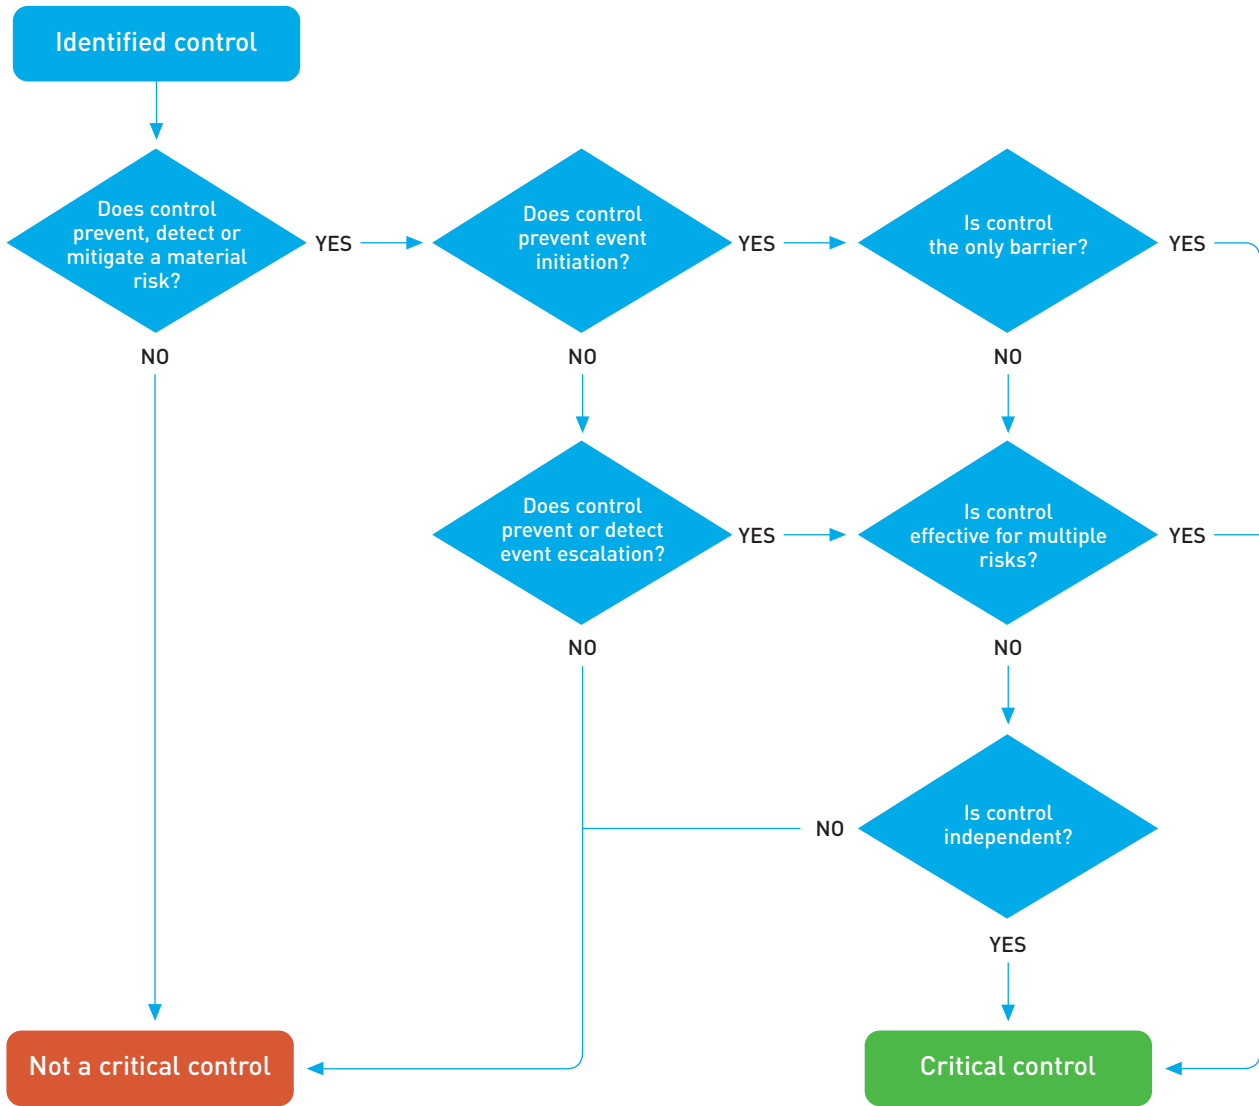 Identified control
Does control
prevent, detect or
mitigate a material
risk?
YES
Does control
prevent event
initiation?
YES
Is control
the only barrier?
YES
NO
NO
NO
Does control
prevent or detect
event escalation?
YES
Is control
effective for multiple
risks?
YES
NO
NO
NO
Is control
independent?
YES
Not a critical control
Critical control